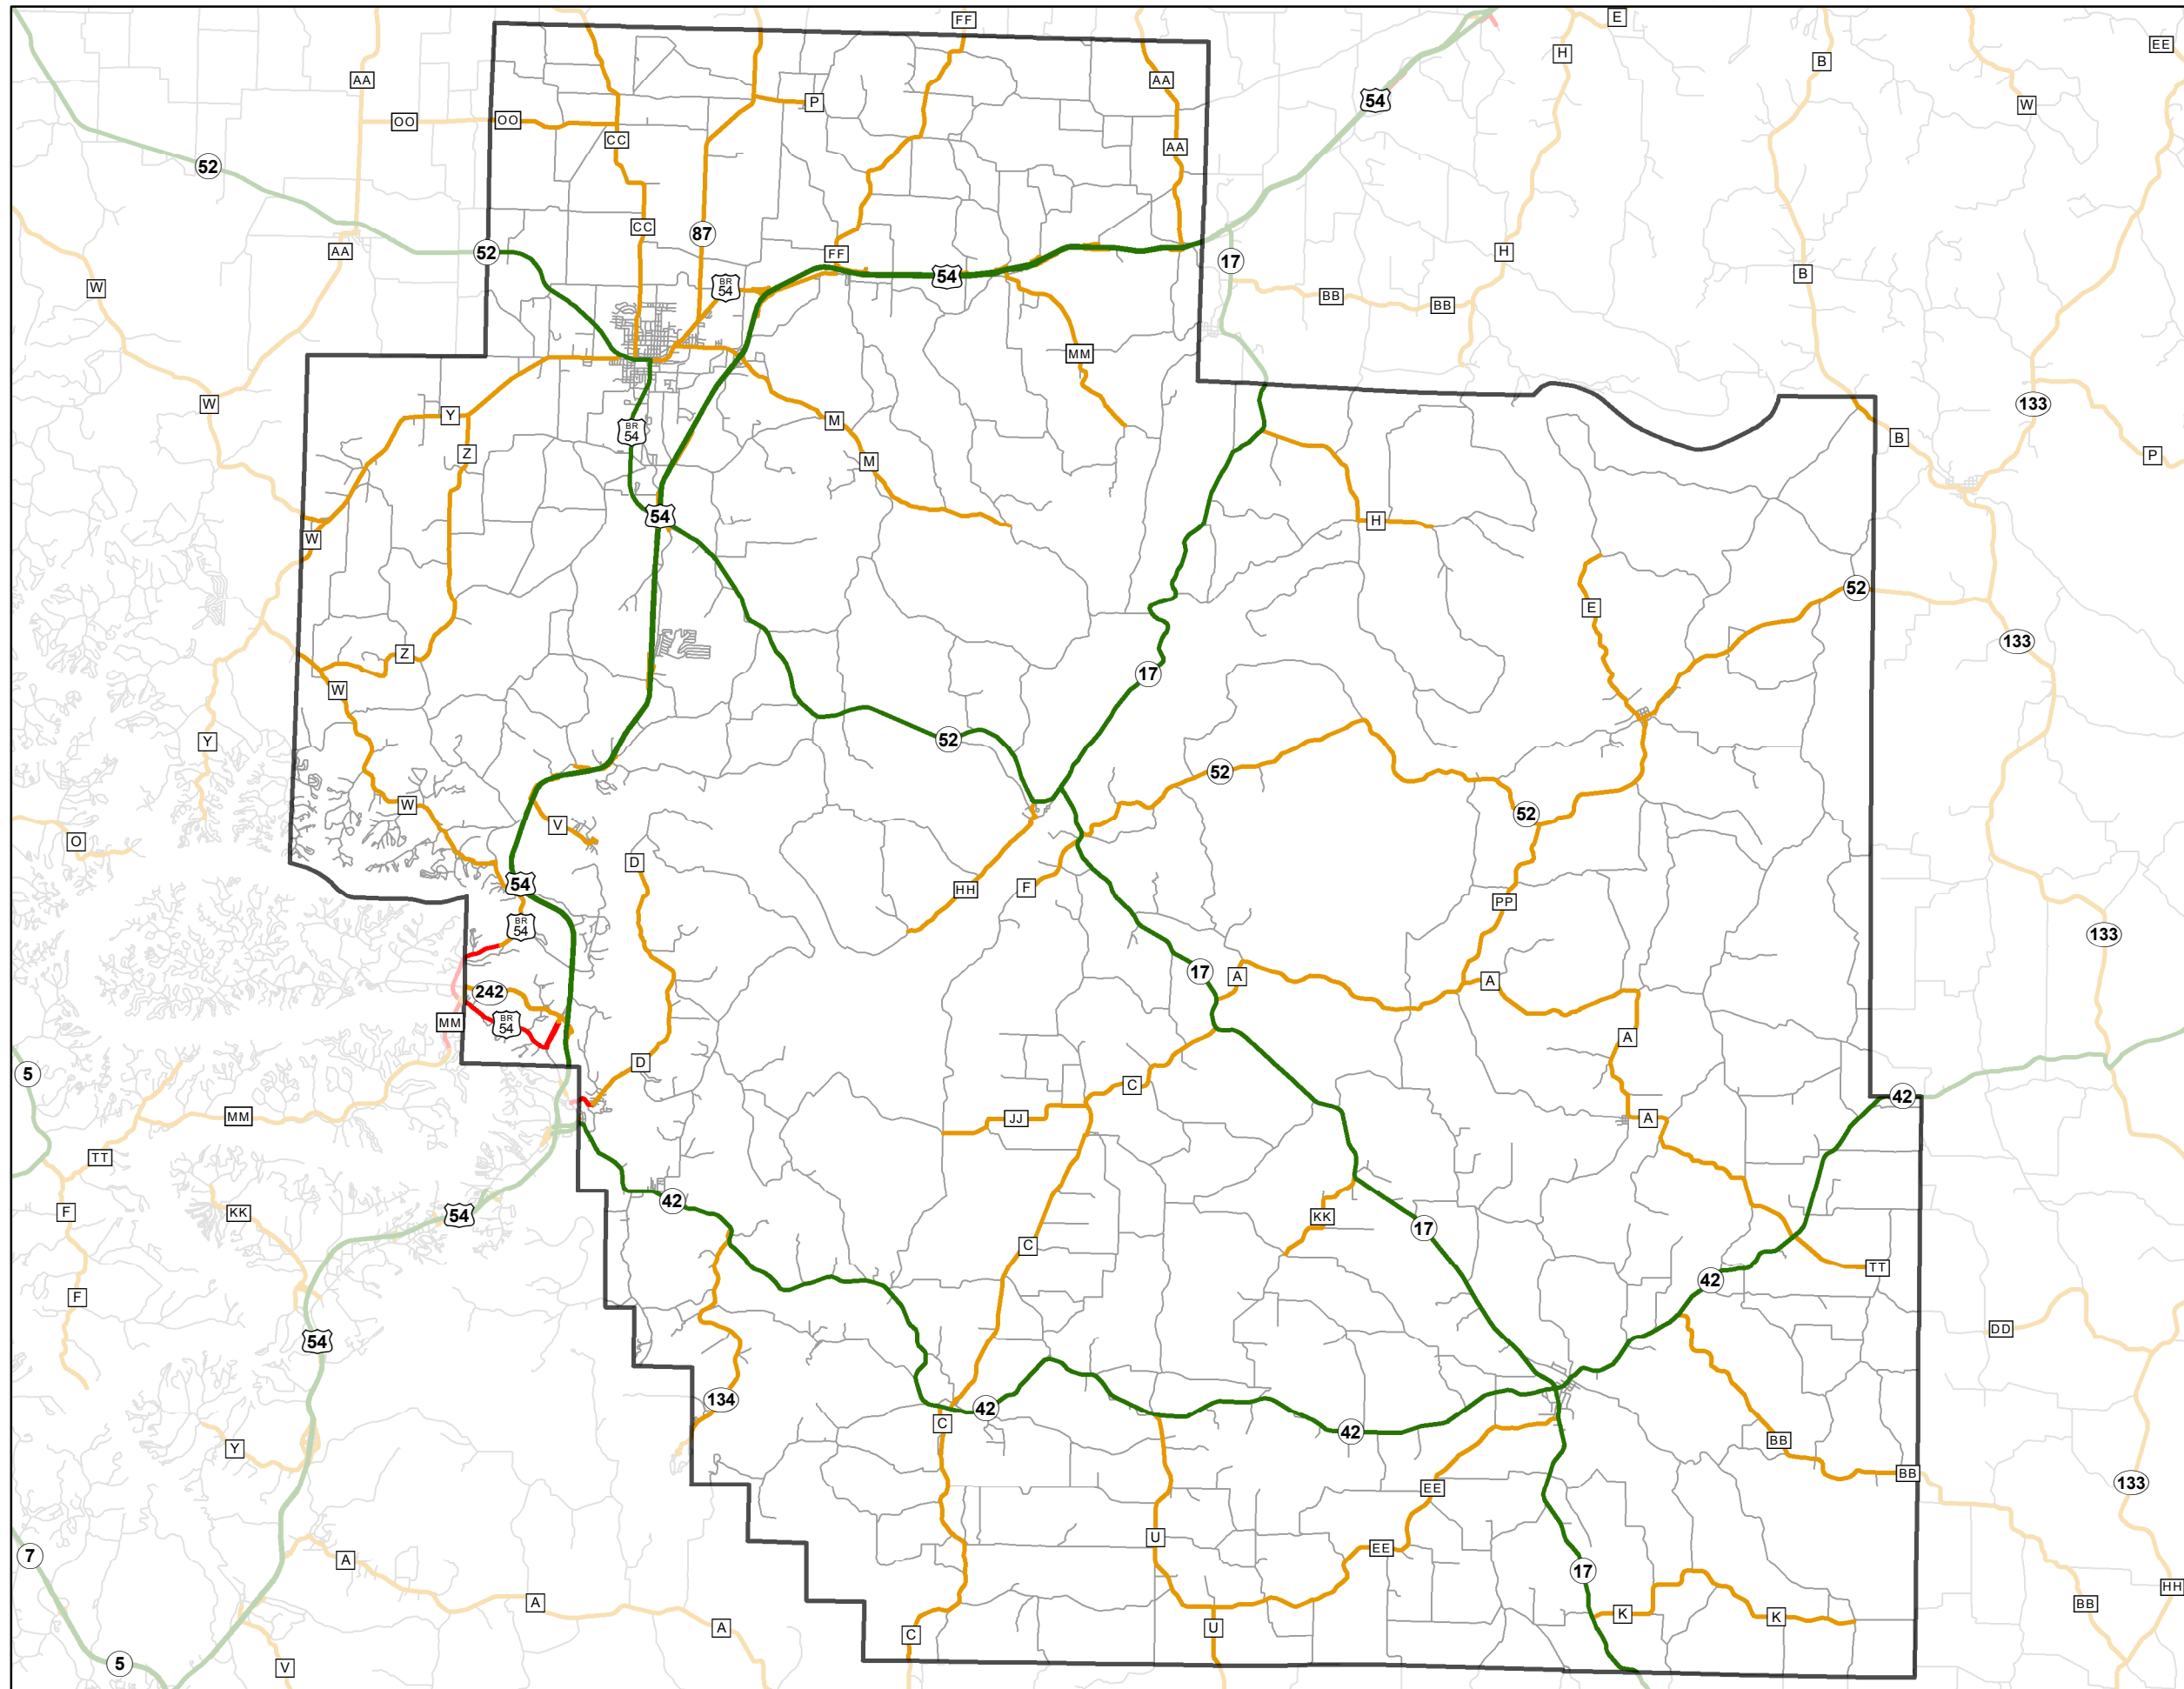 FF
E
EE
H
B
AA
AA
P
54
W
OO
OO
CC
AA
52
CC
87
52
AA
FF
54
17
H
B
W
BR
54
BB
BB
MM
W
133
Y
M
BR
54
B
Z
M
P
W
54
H
52
E
133
Z
17
W
Y
52
52
W
52
V
O
D
54
HH
F
PP
BR
54
133
17
A
A
242
BR
54
MM
A
D
5
C
42
MM
JJ
A
TT
42
F
KK
54
KK
17
C
TT
42
F
DD
54
134
42
C
42
BB
Y
BB
133
EE
U
EE
7
A
17
HH
A
BB
K
K
A
U
C
5
V